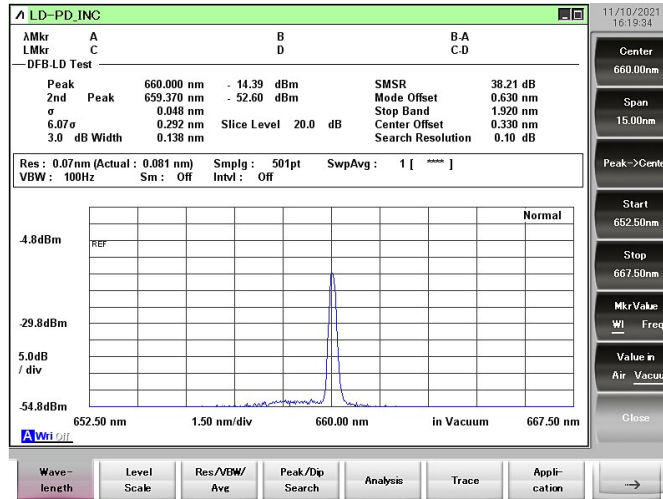 LD-PD_INC
11/10/2021
16:19:34
λMkr A B B-A
LMkr C D C-D
DFB-LD Test
Peak 660.000 nm - 14.39 dBm SMSR 38.21 dB
2nd Peak 659.370 nm - 52.60 dBm Mode Offset 0.630 nm
σ 0.048 nm Stop Band 1.920 nm
6.07σ 0.292 nm Slice Level 20.0 dB Center Offset 0.330 nm
3.0 dB Width 0.138 nm Search Resolution 0.10 dB
Res : 0.07nm (Actual : 0.081 nm) Smplg : 501pt SwpAvg : 1 [ **** ]
VBW : 100Hz Sm : Off Intvl : Off
Normal
-4.8dBm
REF
-29.8dBm
5.0dB
/ div
-54.8dBm
652.50 nm 1.50 nm/div 660.00 nm in Vacuum 667.50 nm
A Wri Off
Center
660.00nm
Span
15.00nm
Peak->Cente
Start
652.50nm
Stop
667.50nm
Mkr Value
Wl Freq
Value in
Air Vacuu
Close
Wave-
length
Level
Scale
Res/VBW/
Avg
Peak/Dip
Search
Analysis
Trace
Appli-
cation